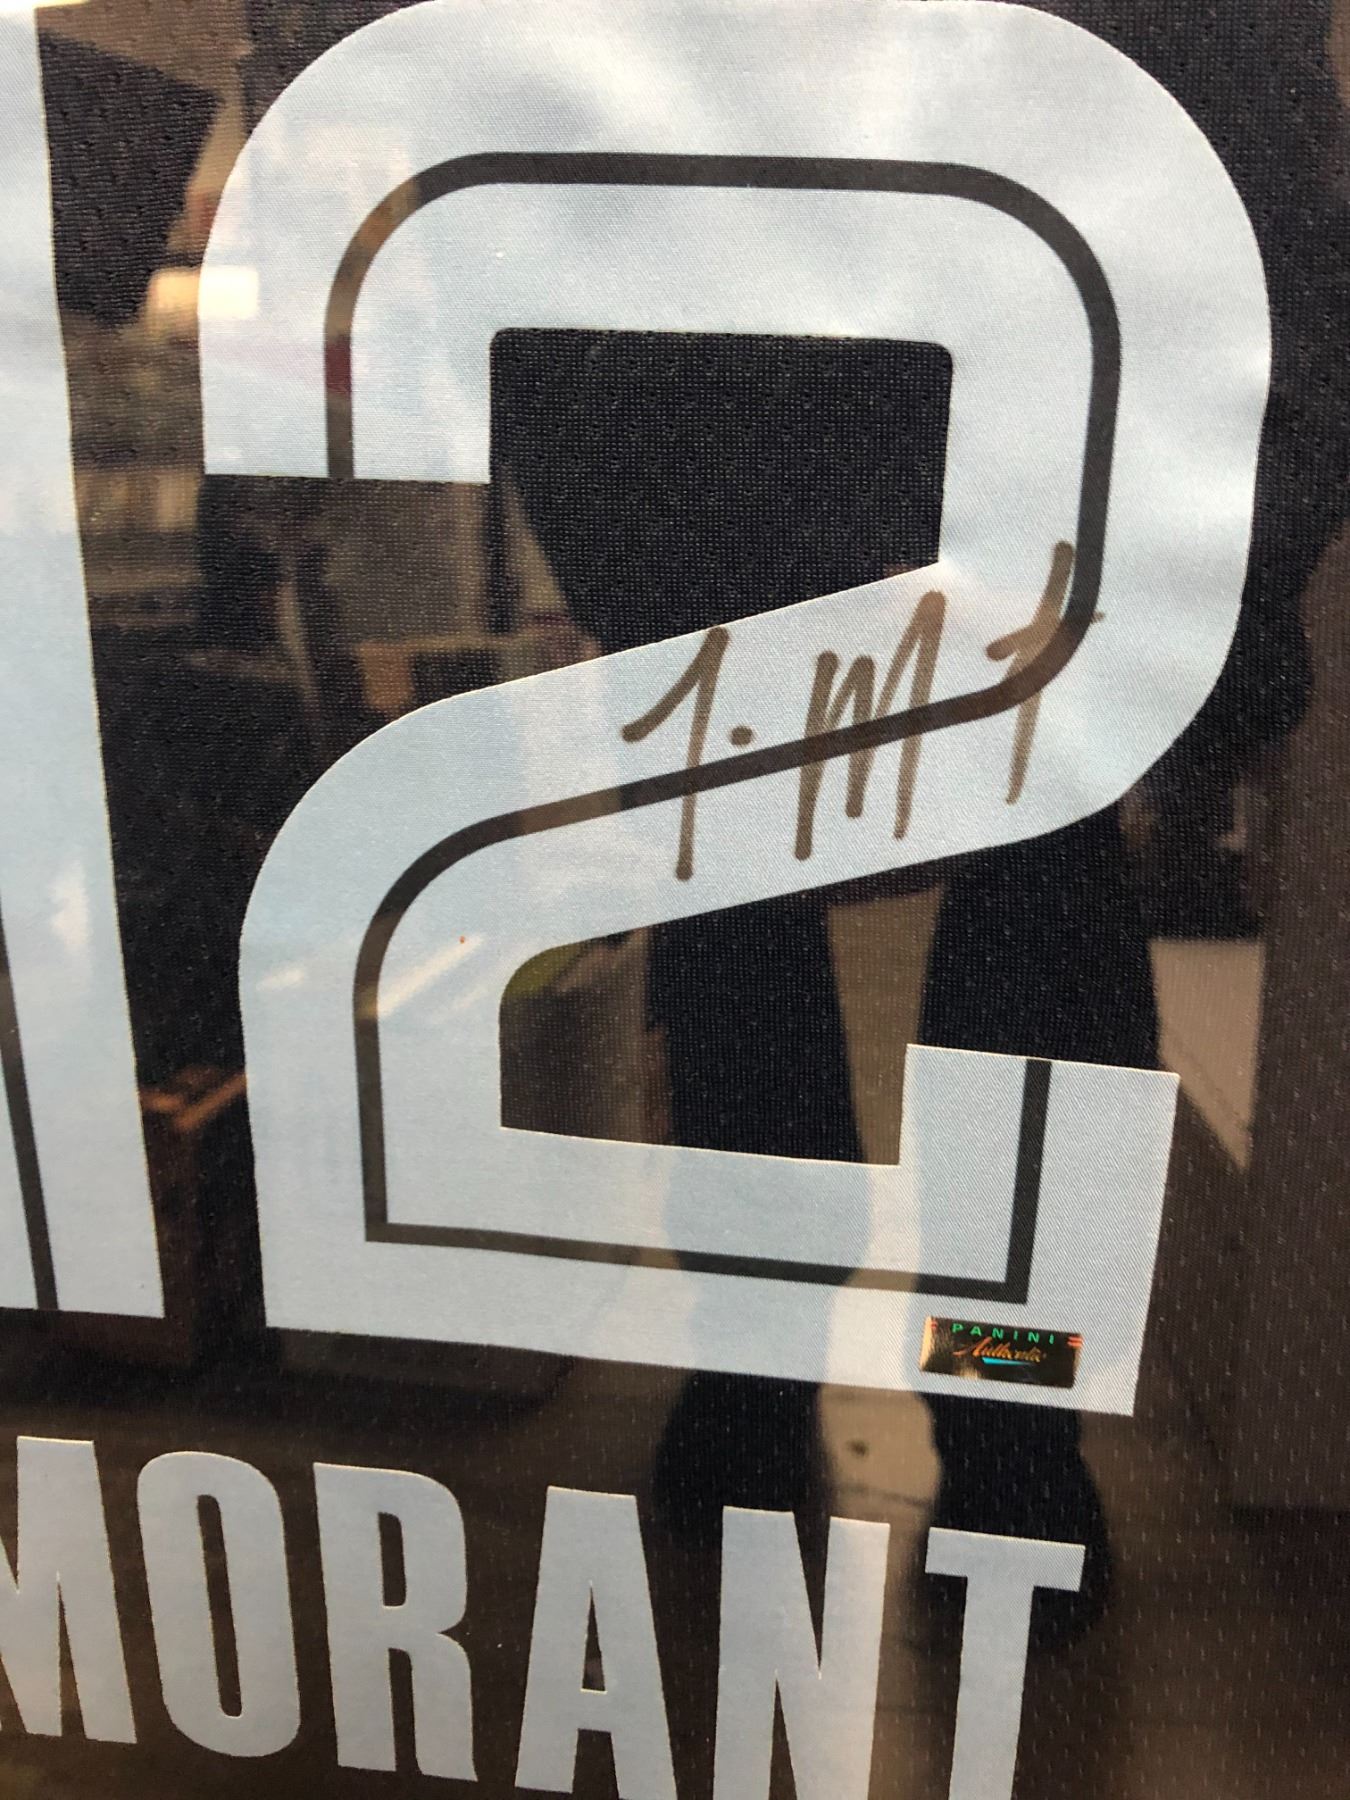 12
J. M t
PANINI
Authentic
MORANT